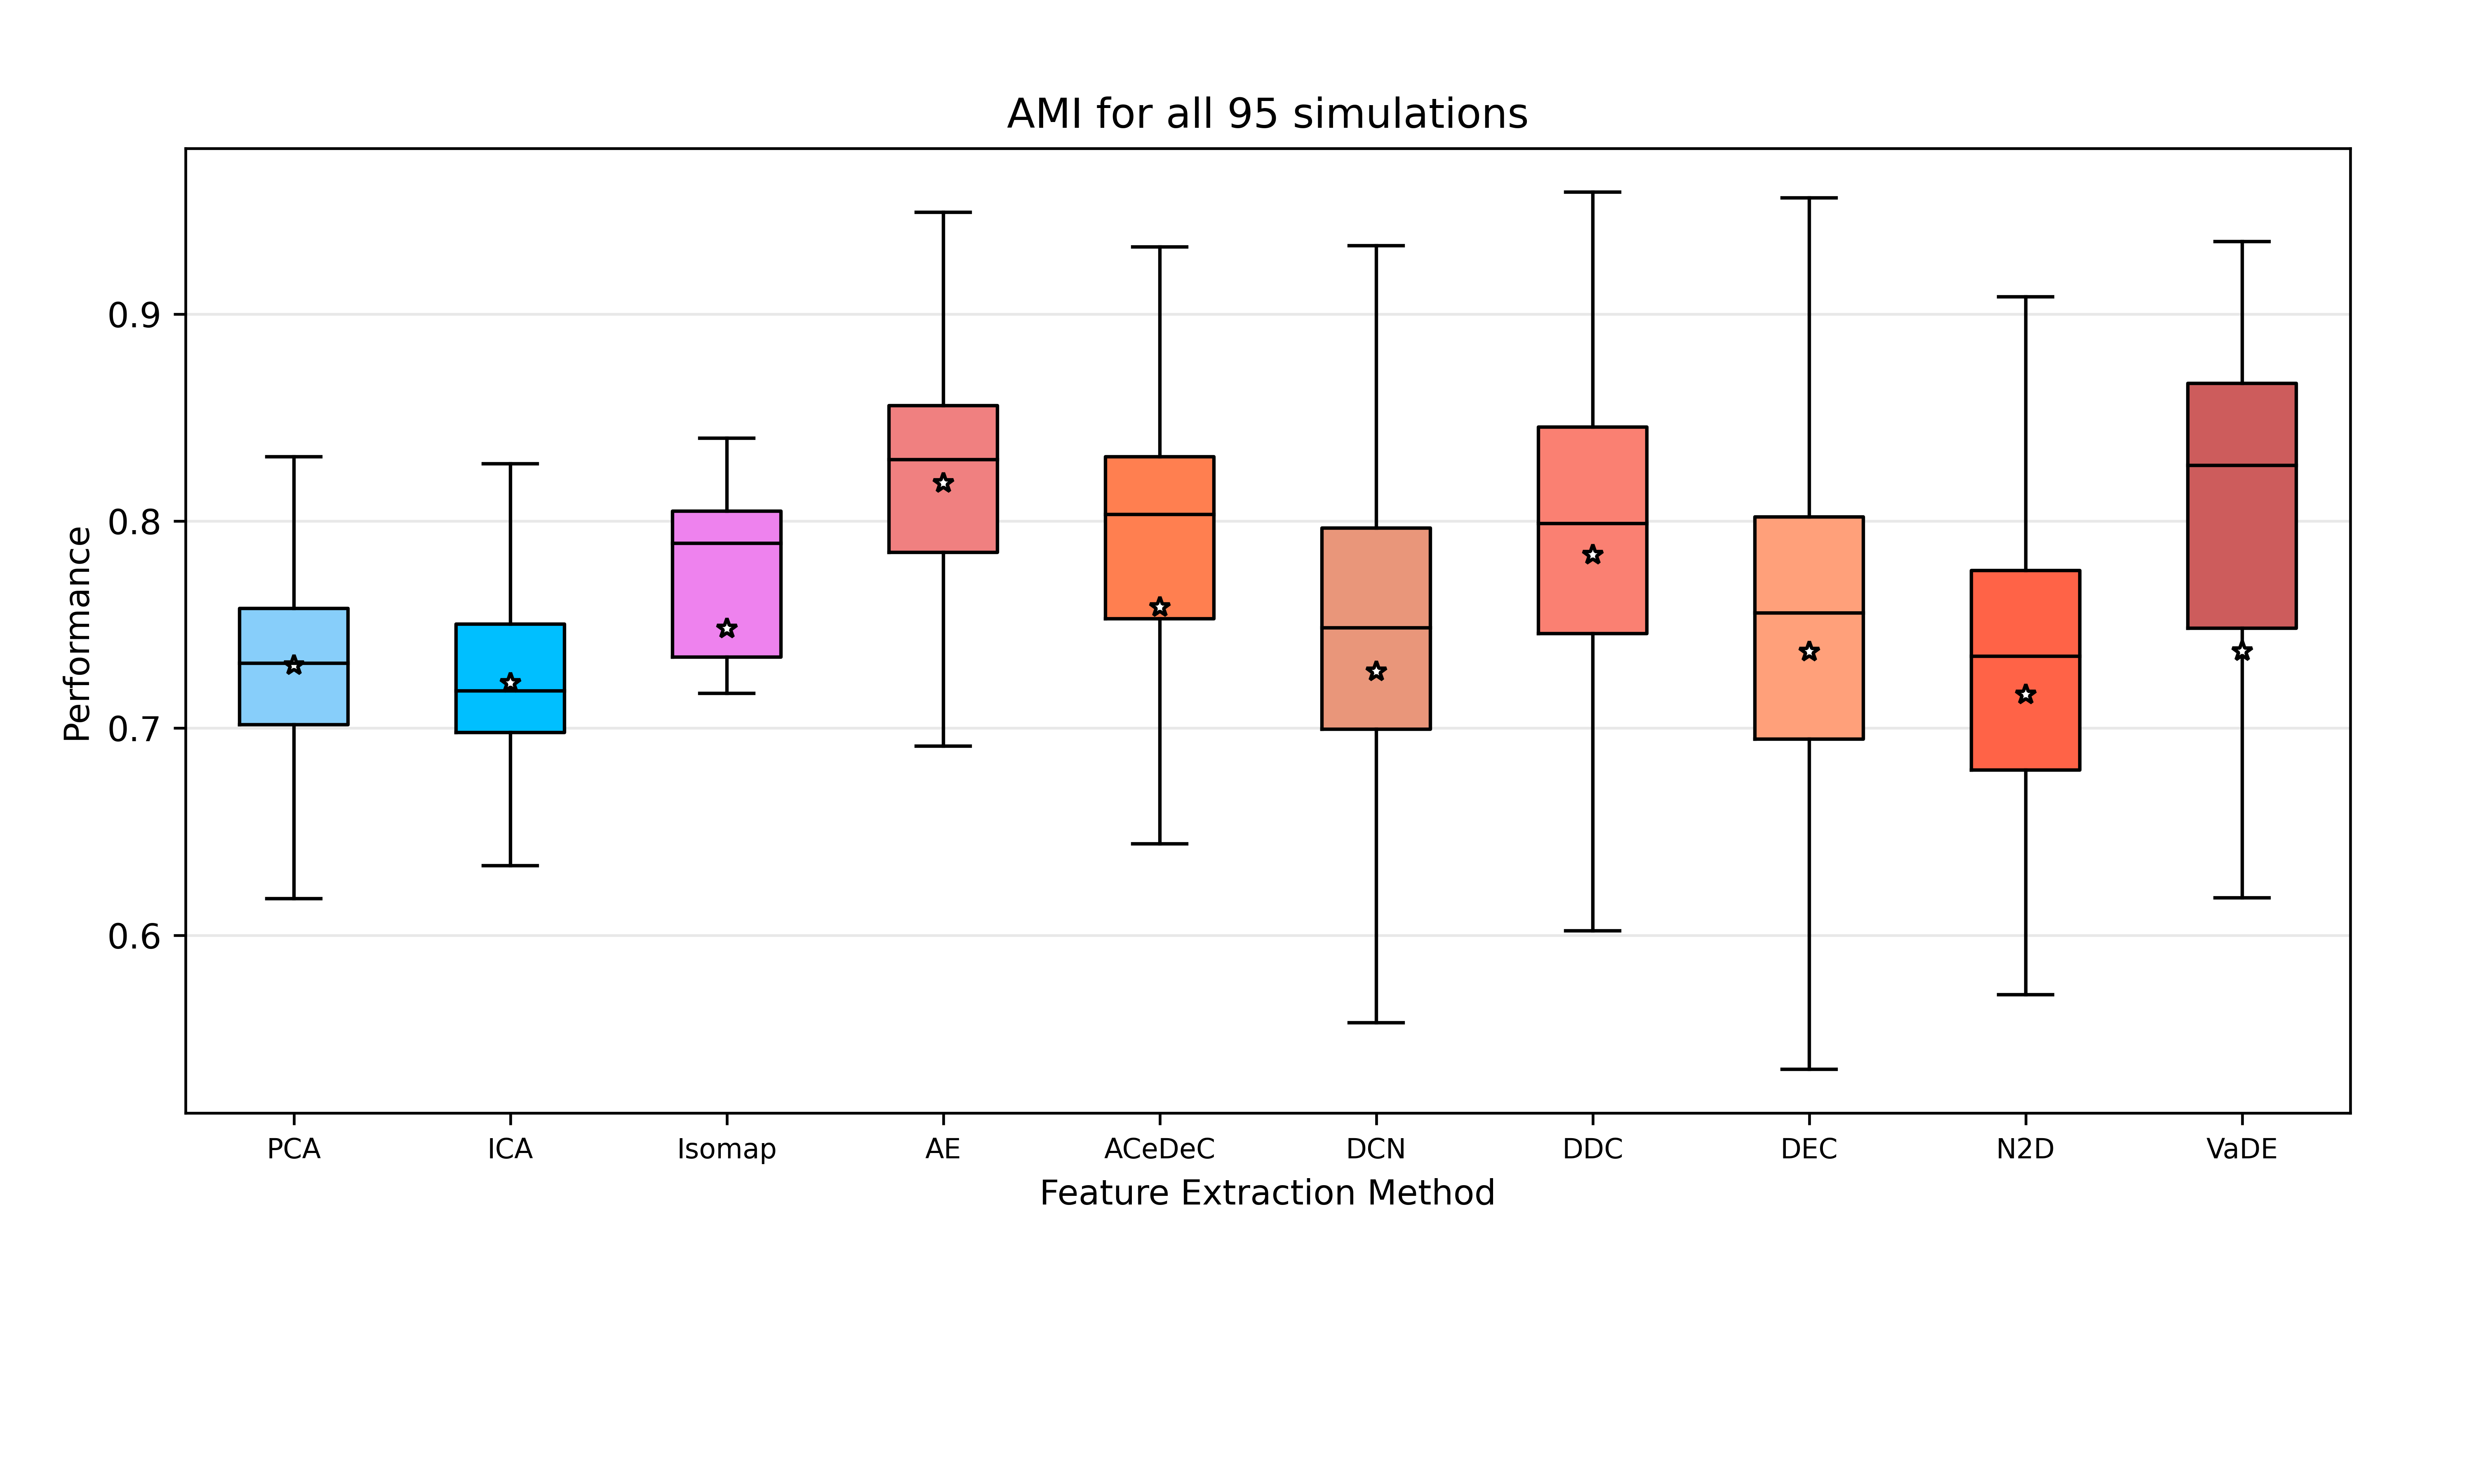 AMI for all 95 simulations
Performance
0.9
0.8
0.7
0.6
PCA ICA Isomap AE ACeDeC DCN DDC DEC N2D VaDE
Feature Extraction Method